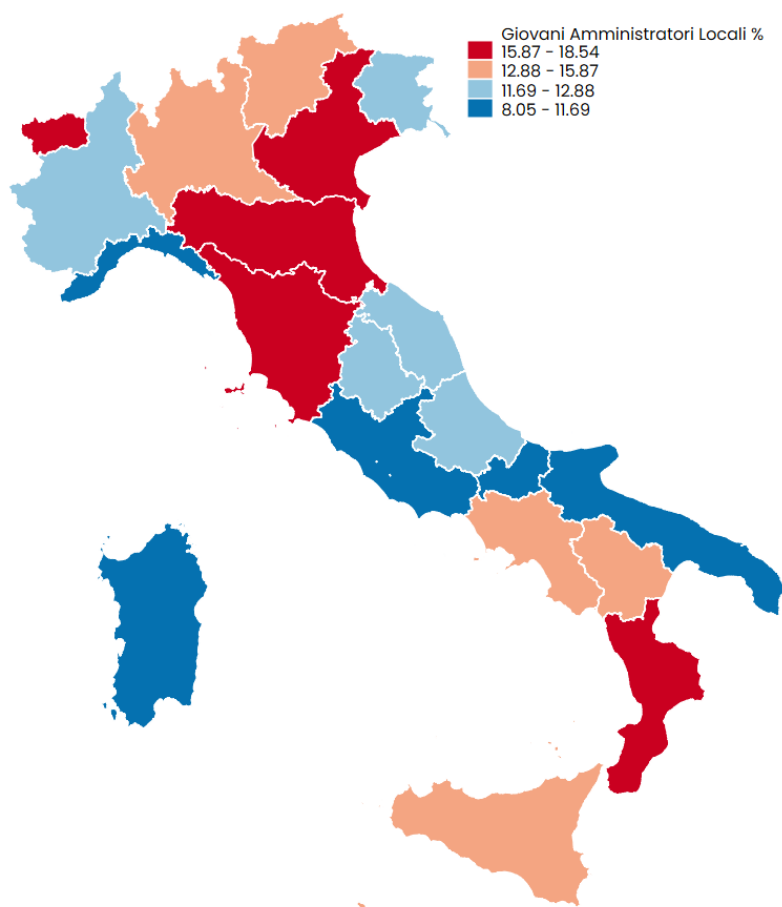 Giovani Amministratori Locali %
15.87 - 18.54
12.88 - 15.87
11.69 - 12.88
8.05 - 11.69